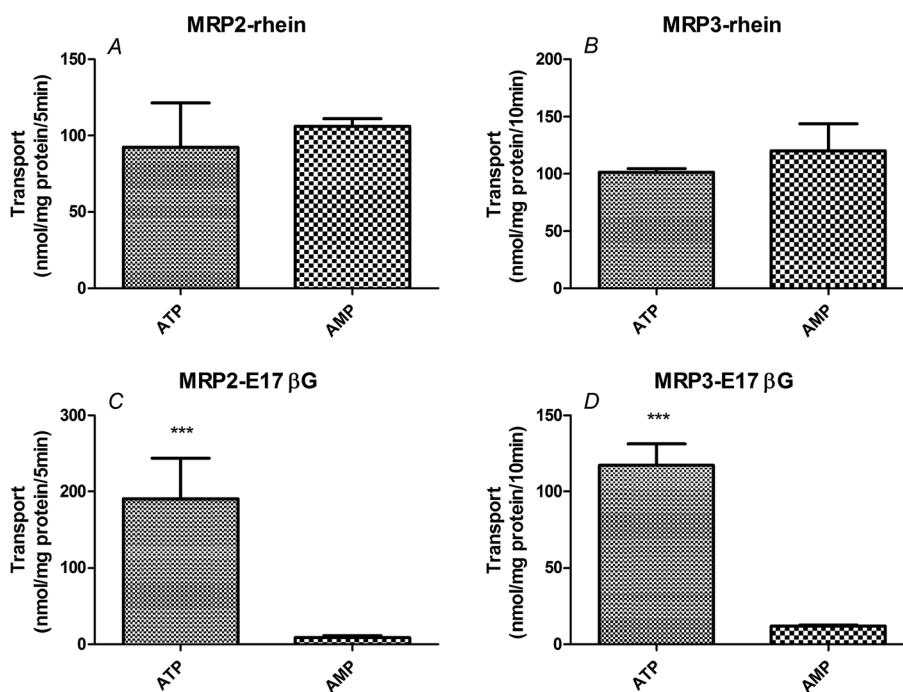 MRP2-rhein
A
Transport
(nmol/mg protein/5min)
150
100
50
0
ATP
AMP
MRP3-rhein
B
Transport
(nmol/mg protein/10min)
200
150
100
50
0
ATP
AMP
MRP2-E17 βG
C
Transport
(nmol/mg protein/5min)
300
200
100
0
***
ATP
AMP
MRP3-E17 βG
D
Transport
(nmol/mg protein/10min)
150
100
50
0
***
ATP
AMP